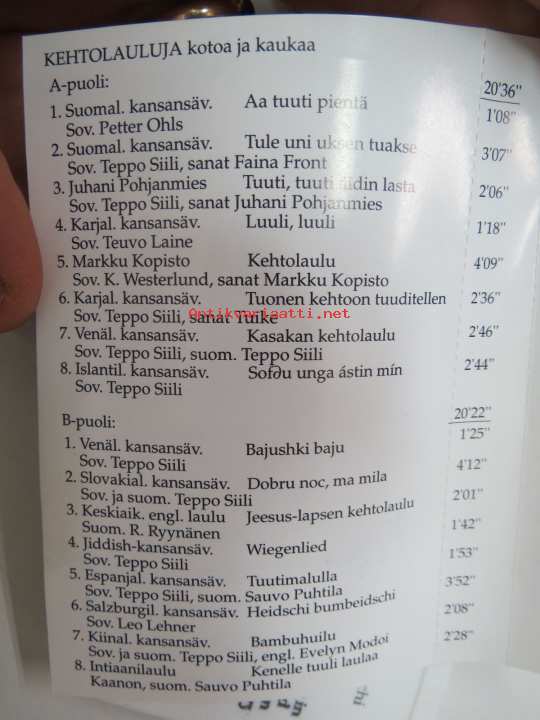 KEHTOLAULUJA kotoa ja kaukaa
A-puoli: 20'36"
1. Suomal. kansansäv. Aa tuuti pientä 1'08"
Sov. Petter Ohls
2. Suomal. kansansäv. Tule uni uksen tuakse 3'07"
Sov. Teppo Siili, sanat Faina Front
3. Juhani Pohjanmies Tuuti, tuuti äidin lasta 2'06"
Sov. Teppo Siili, sanat Juhani Pohjanmies
4. Karjal. kansansäv. Luuli, luuli 1'18"
Sov. Teuvo Laine
5. Markku Kopisto Kehtolaulu 4'09"
Sov. K. Westerlund, sanat Markku Kopisto
6. Karjal. kansansäv. Tuonen kehtoon tuuditellen 2'36"
Sov. Teppo Siili, sanat Tuike
Optikvariaatti.net
7. Venäl. kansansäv. Kasakan kehtolaulu 2'46"
Sov. Teppo Siili, suom. Teppo Siili
8. Islantil. kansansäv. Sofðu unga ástin mín 2'44"
Sov. Teppo Siili
B-puoli: 20'22"
1. Venäl. kansansäv. Bajushki baju 1'25"
Sov. Teppo Siili
2. Slovakial. kansansäv. Dobru noc, ma mila 4'12"
Sov. ja suom. Teppo Siili
3. Keskiaik. engl. laulu Jeesus-lapsen kehtolaulu 2'01"
Suom. R. Ryynänen
4. Jiddish-kansansäv. Wiegenlied 1'42"
Sov. Teppo Siili
5. Espanjal. kansansäv. Tuutimalulla 1'53"
Sov. Teppo Siili, suom. Sauvo Puhtila
6. Salzburgil. kansansäv. Heidschi bumbeidschi 3'52"
Sov. Leo Lehner
7. Kiinal. kansansäv. Bambuhuilu 2'08"
Sov. ja suom. Teppo Siili, engl. Evelyn Modoi
8. Intiaanilaulu Kenelle tuuli laulaa 2'28"
Kaanon, suom. Sauvo Puhtila